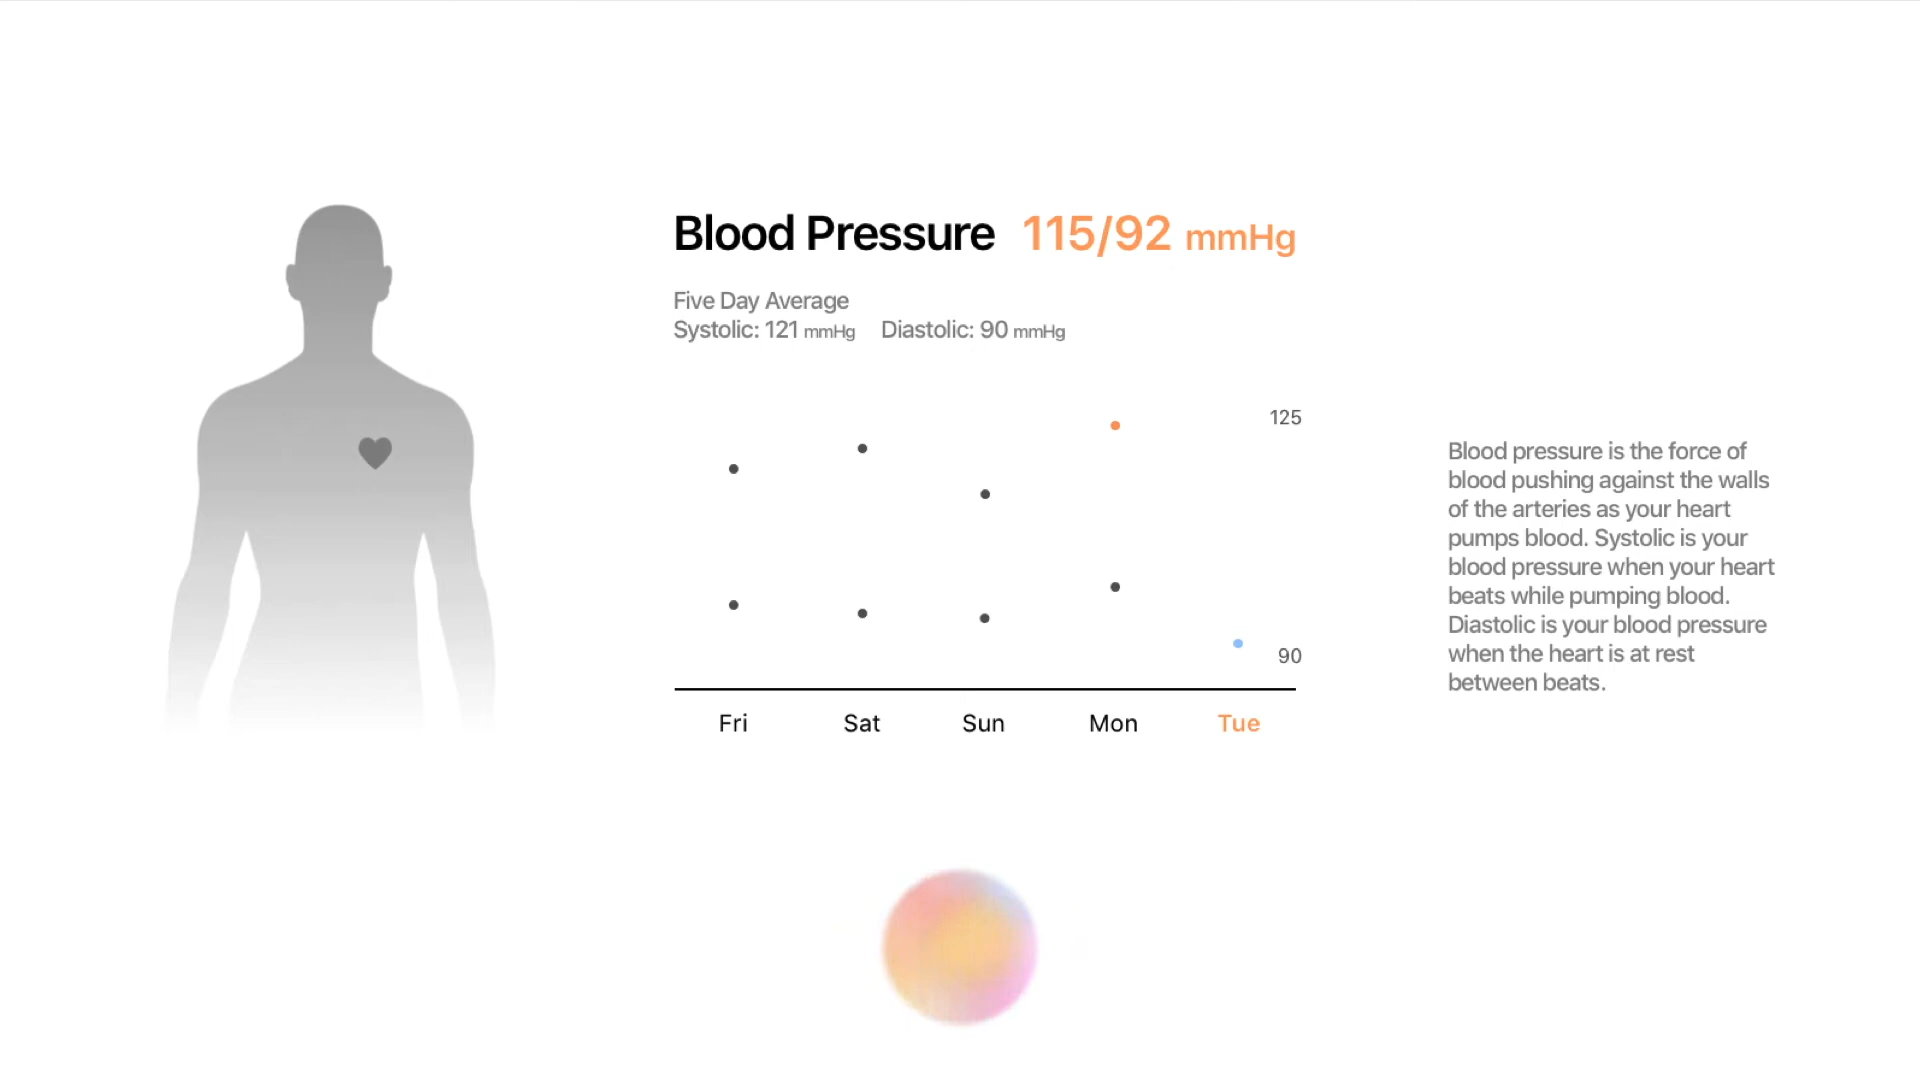 Blood Pressure 115/92 mmHg
Five Day Average
Systolic: 121 mmHg Diastolic: 90 mmHg
125
90
Fri Sat Sun Mon Tue
Blood pressure is the force of
blood pushing against the walls
of the arteries as your heart
pumps blood. Systolic is your
blood pressure when your heart
beats while pumping blood.
Diastolic is your blood pressure
when the heart is at rest
between beats.